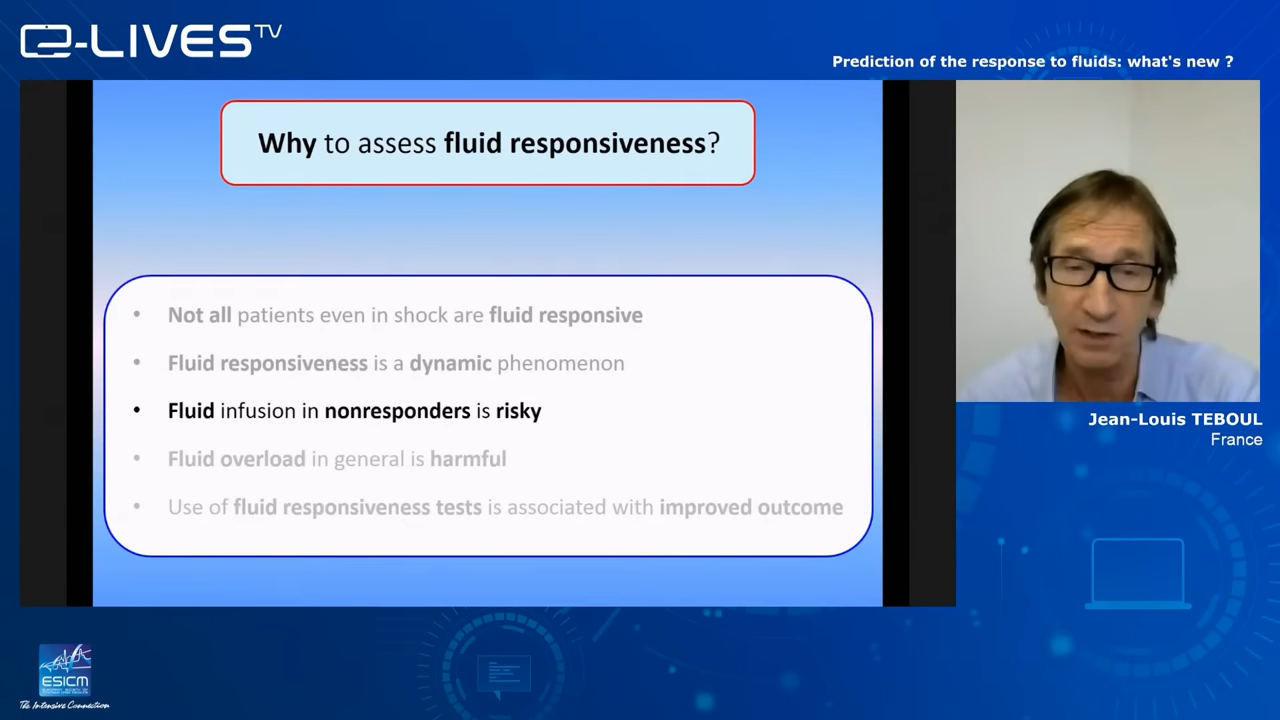 e-LIVES TV
Prediction of the response to fluids: what's new ?
Why to assess fluid responsiveness?
• Not all patients even in shock are fluid responsive
• Fluid responsiveness is a dynamic phenomenon
• Fluid infusion in nonresponders is risky
• Fluid overload in general is harmful
• Use of fluid responsiveness tests is associated with improved outcome
Jean-Louis TEBOUL
France
ESICM
The Intensive Connection